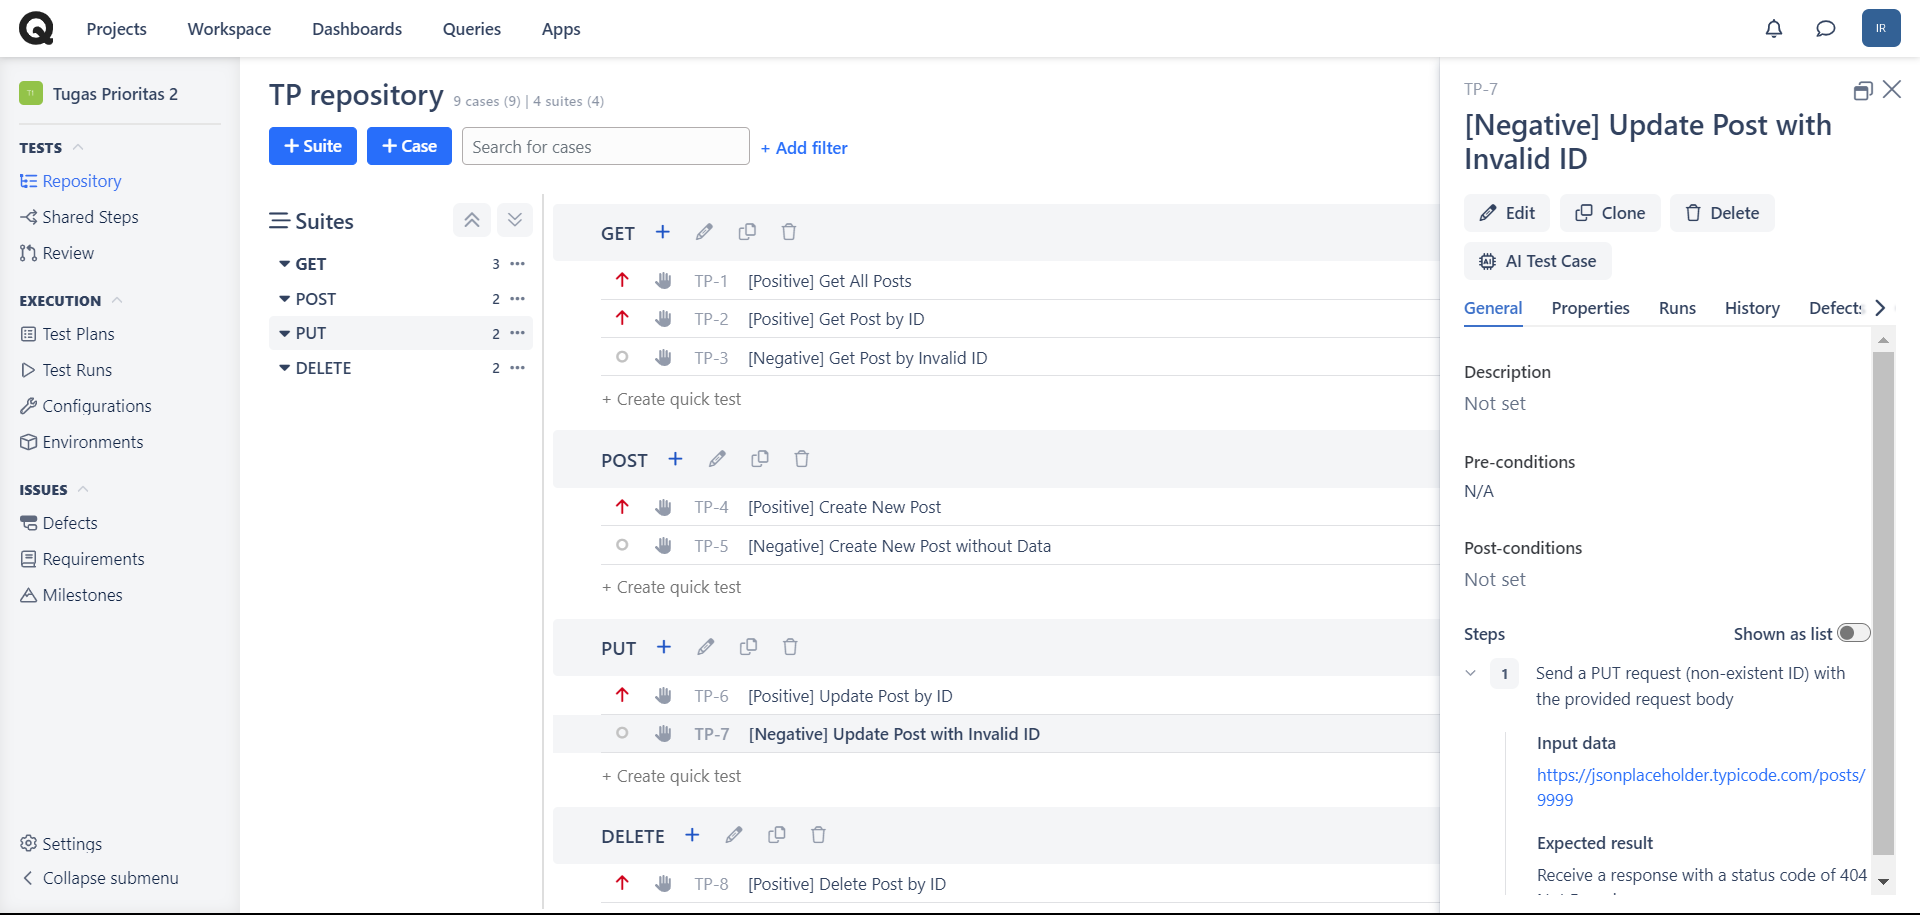 Projects Workspace Dashboards Queries Apps IR
TI Tugas Prioritas 2
TESTS
Repository
Shared Steps
Review
EXECUTION
Test Plans
Test Runs
Configurations
Environments
ISSUES
Defects
Requirements
Milestones
Settings
Collapse submenu
TP repository 9 cases (9) | 4 suites (4)
+ Suite + Case Search for cases + Add filter
Suites
GET 3
POST 2
PUT 2
DELETE 2
GET
TP-1 [Positive] Get All Posts
TP-2 [Positive] Get Post by ID
TP-3 [Negative] Get Post by Invalid ID
+ Create quick test
POST
TP-4 [Positive] Create New Post
TP-5 [Negative] Create New Post without Data
+ Create quick test
PUT
TP-6 [Positive] Update Post by ID
TP-7 [Negative] Update Post with Invalid ID
+ Create quick test
DELETE
TP-8 [Positive] Delete Post by ID
TP-7
[Negative] Update Post with
Invalid ID
Edit Clone Delete
AI Test Case
General Properties Runs History Defects
Description
Not set
Pre-conditions
N/A
Post-conditions
Not set
Steps Shown as list
1 Send a PUT request (non-existent ID) with
the provided request body
Input data
https://jsonplaceholder.typicode.com/posts/
9999
Expected result
Receive a response with a status code of 404